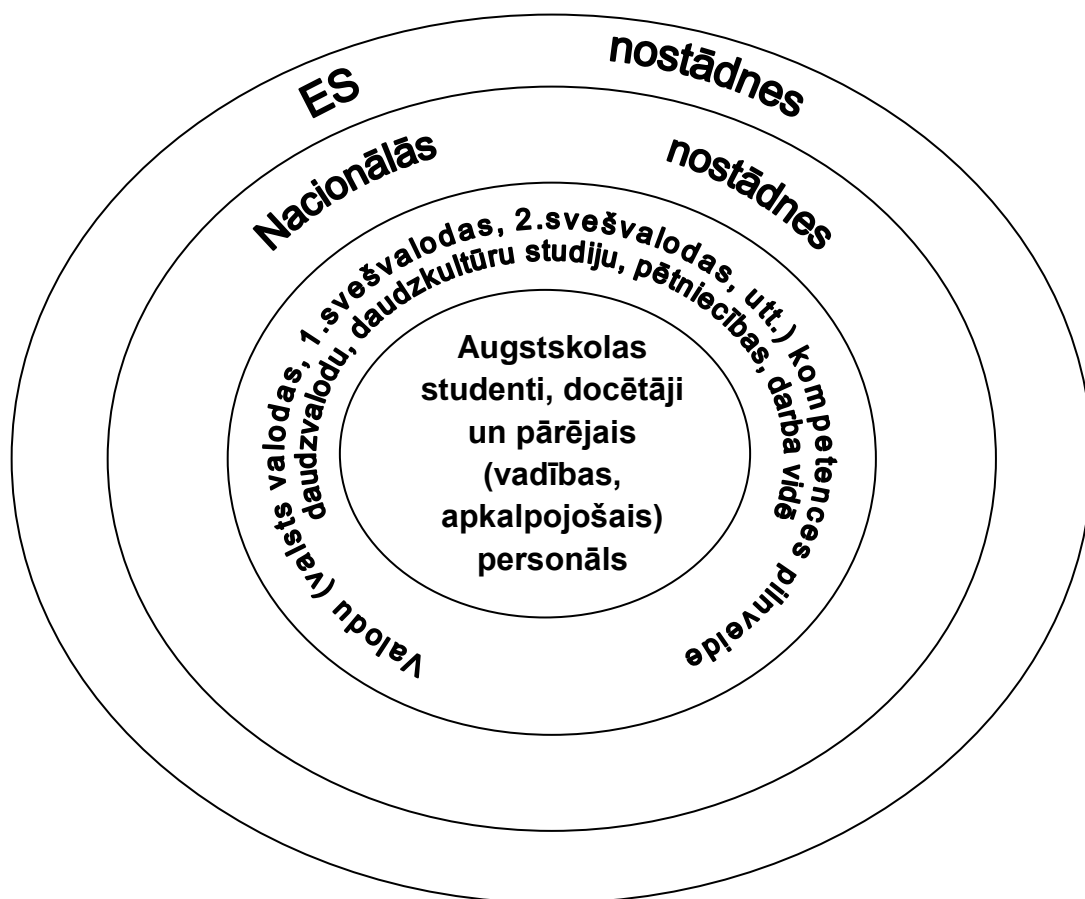 ES nostādnes
Nacionālās nostādnes
Valodu (valsts valodas, 1.svešvalodas, 2.svešvalodas, utt.) kompetences pilnveide
daudzvalodu, daudzkultūru studiju, pētniecības, darba vidē
Augstskolas
studenti, docētāji
un pārējais
(vadības,
apkalpojošais)
personāls